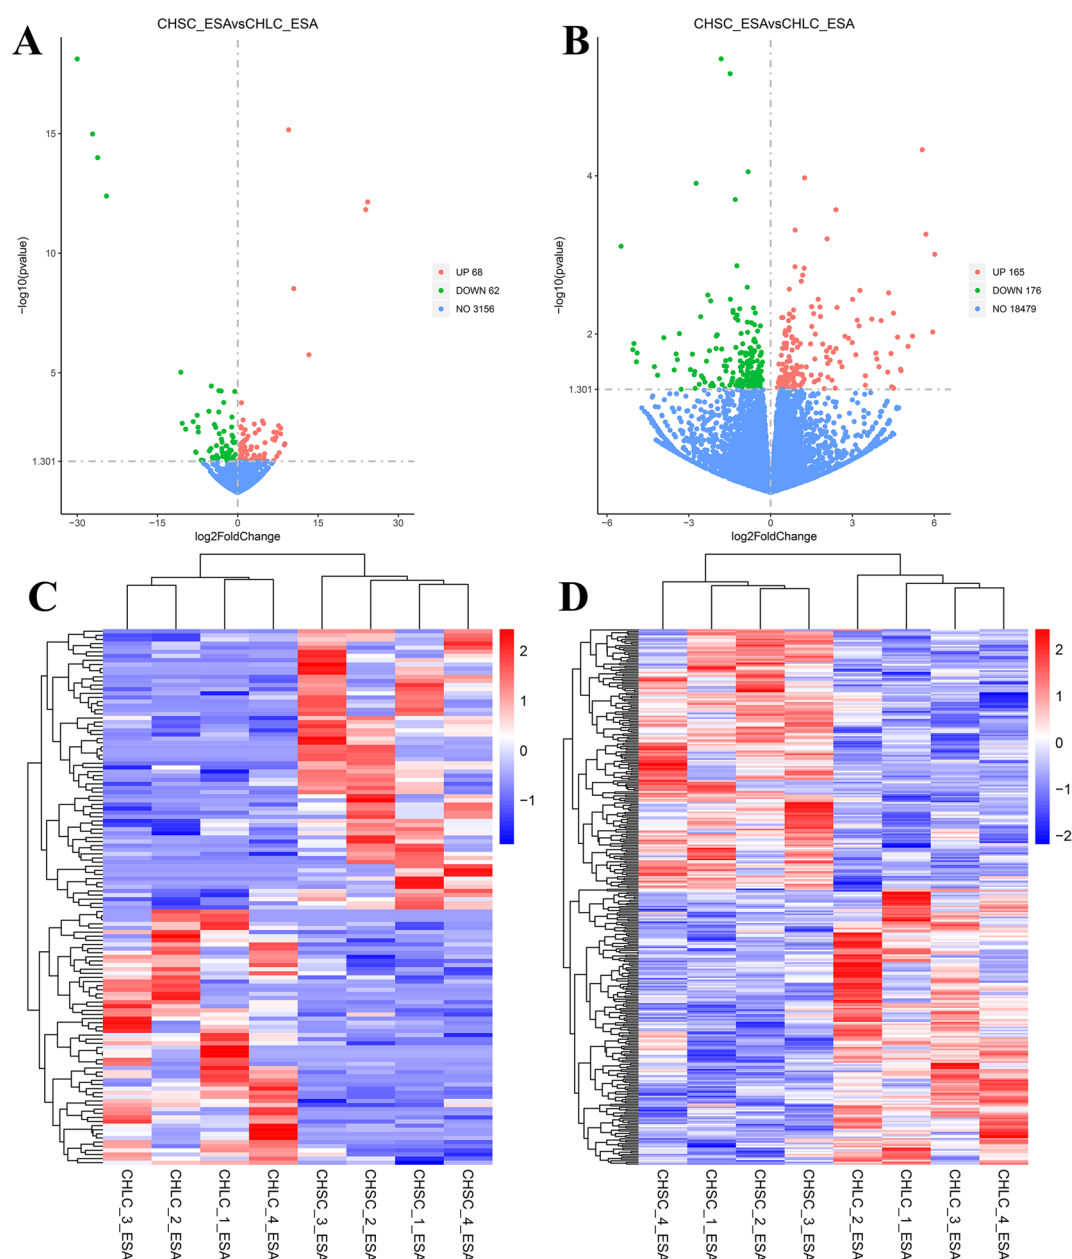 A
CHSC_ESAvsCHLC_ESA
−log10(pvalue)
15
10
5
1.301
−30
−15
0
15
30
log2FoldChange
UP 68
DOWN 62
NO 3156
B
CHSC_ESAvsCHLC_ESA
−log10(pvalue)
4
2
1.301
−6
−3
0
3
6
log2FoldChange
UP 165
DOWN 176
NO 18479
C
2
1
0
−1
CHLC_3_ESA
CHLC_2_ESA
CHLC_1_ESA
CHLC_4_ESA
CHSC_3_ESA
CHSC_2_ESA
CHSC_1_ESA
CHSC_4_ESA
D
2
1
0
−1
−2
CHSC_4_ESA
CHSC_1_ESA
CHSC_2_ESA
CHSC_3_ESA
CHLC_2_ESA
CHLC_1_ESA
CHLC_3_ESA
CHLC_4_ESA